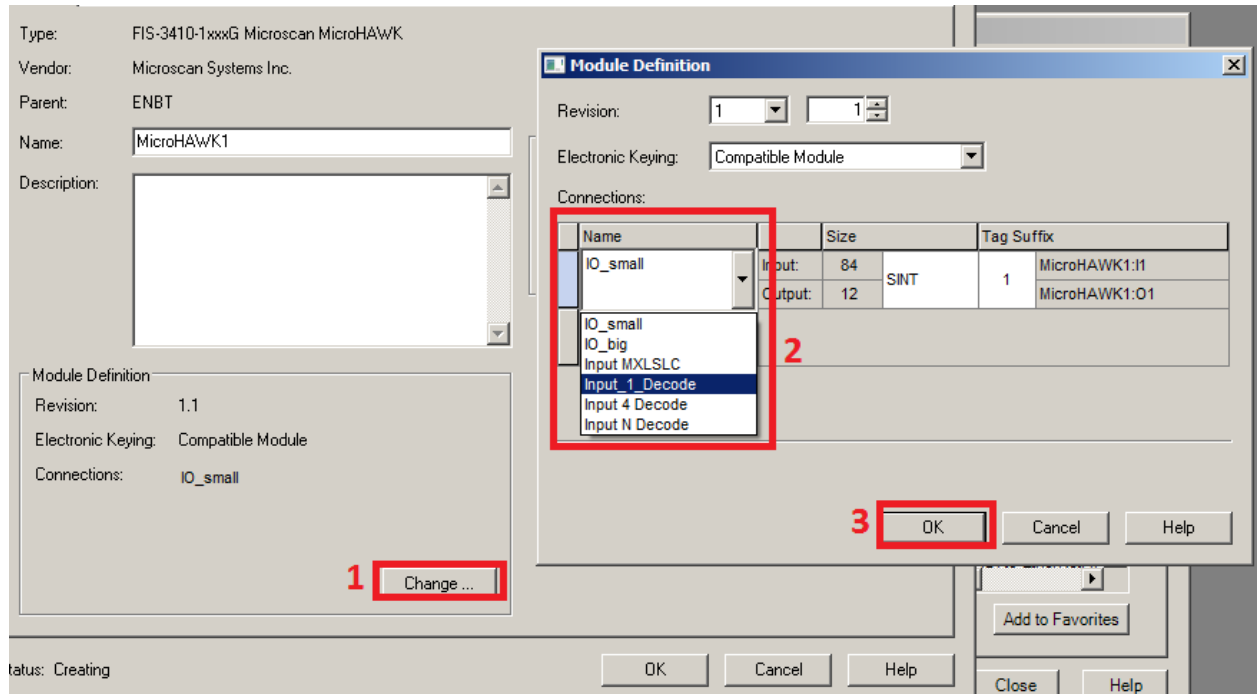 Type: FIS-3410-1xxxG Microscan MicroHAWK
Vendor: Microscan Systems Inc.
Parent: ENBT
Name: MicroHAWK1
Description:
Module Definition
Revision: 1.1
Electronic Keying: Compatible Module
Connections: IO_small
1 Change ...
Status: Creating
OK Cancel Help
Module Definition
Revision: 1 1
Electronic Keying: Compatible Module
Connections:
Name Size Tag Suffix
IO_small Input: 84 SINT 1 MicroHAWK1:I1
Output: 12 MicroHAWK1:O1
IO_small
IO_big
Input MXLSLC
Input_1_Decode
Input 4 Decode
Input N Decode
2
3 OK Cancel Help
Add to Favorites
Close Help